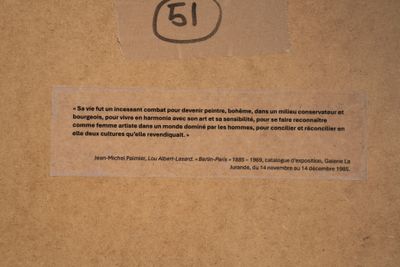 51
« Sa vie fut un incessant combat pour devenir peintre, bohème, dans un milieu conservateur et
bourgeois, pour vivre en harmonie avec son art et sa sensibilité, pour se faire reconnaître
comme femme artiste dans un monde dominé par les hommes, pour concilier et réconcilier en
elle deux cultures qu'elle revendiquait. »
Jean-Michel Palmier, Lou Albert-Lasard. « Berlin-Paris » 1885 – 1969, catalogue d'exposition, Galerie La
Jurande, du 14 novembre au 14 décembre 1985.